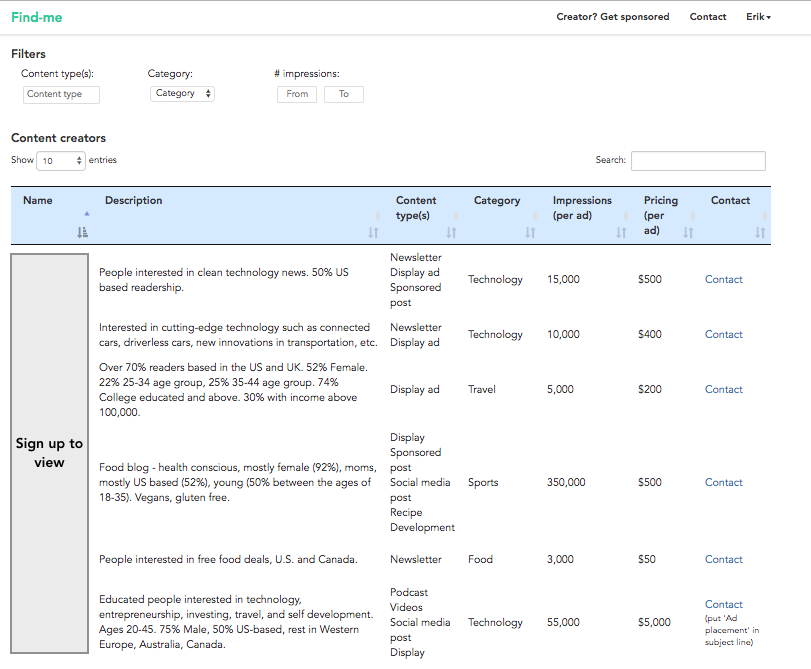 Find-me
Creator? Get sponsored
Contact
Erik
Filters
Content type(s):
Category:
# impressions:
Content type
Category
From
To
Content creators
Show 10 entries
Search:
Name
Description
Content
type(s)
Category
Impressions
(per ad)
Pricing
(per
ad)
Contact
Sign up to
view
People interested in clean technology news. 50% US
based readership.
Newsletter
Display ad
Sponsored
post
Technology
15,000
$500
Contact
Interested in cutting-edge technology such as connected
cars, driverless cars, new innovations in transportation, etc.
Newsletter
Display ad
Technology
10,000
$400
Contact
Over 70% readers based in the US and UK. 52% Female.
22% 25-34 age group, 25% 35-44 age group. 74%
College educated and above. 30% with income above
100,000.
Display ad
Travel
5,000
$200
Contact
Food blog - health conscious, mostly female (92%), moms,
mostly US based (52%), young (50% between the ages of
18-35). Vegans, gluten free.
Display
Sponsored
post
Social media
post
Recipe
Development
Sports
350,000
$500
Contact
People interested in free food deals, U.S. and Canada.
Newsletter
Food
3,000
$50
Contact
Educated people interested in technology,
entrepreneurship, investing, travel, and self development.
Ages 20-45. 75% Male, 50% US-based, rest in Western
Europe, Australia, Canada.
Podcast
Videos
Social media
post
Display
Technology
55,000
$5,000
Contact
(put 'Ad
placement' in
subject line)